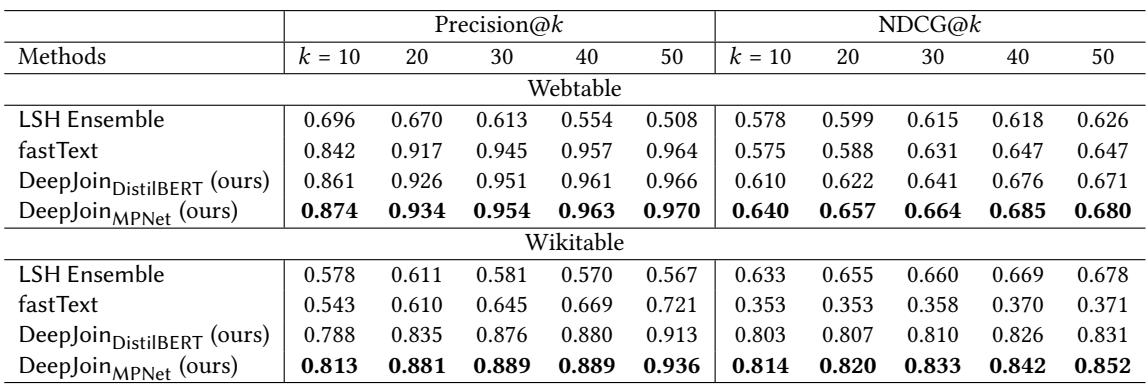 Precision@k NDCG@k
Methods k = 10 20 30 40 50 k = 10 20 30 40 50
Webtable
LSH Ensemble 0.696 0.670 0.613 0.554 0.508 0.578 0.599 0.615 0.618 0.626
fastText 0.842 0.917 0.945 0.957 0.964 0.575 0.588 0.631 0.647 0.647
DeepJoinDistilBERT (ours) 0.861 0.926 0.951 0.961 0.966 0.610 0.622 0.641 0.676 0.671
DeepJoinMPNet (ours) 0.874 0.934 0.954 0.963 0.970 0.640 0.657 0.664 0.685 0.680
Wikitable
LSH Ensemble 0.578 0.611 0.581 0.570 0.567 0.633 0.655 0.660 0.669 0.678
fastText 0.543 0.610 0.645 0.669 0.721 0.353 0.353 0.358 0.370 0.371
DeepJoinDistilBERT (ours) 0.788 0.835 0.876 0.880 0.913 0.803 0.807 0.810 0.826 0.831
DeepJoinMPNet (ours) 0.813 0.881 0.889 0.889 0.936 0.814 0.820 0.833 0.842 0.852